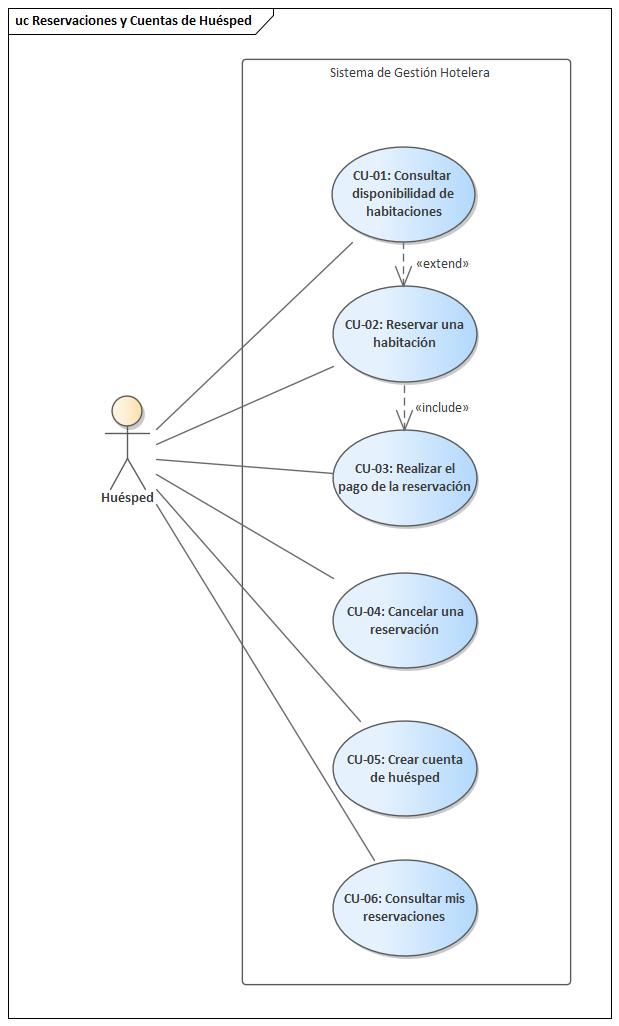 uc Reservaciones y Cuentas de Huésped
Sistema de Gestión Hotelera
CU-01: Consultar
disponibilidad de
habitaciones
«extend»
CU-02: Reservar una
habitación
«include»
CU-03: Realizar el
pago de la reservación
Huésped
CU-04: Cancelar una
reservación
CU-05: Crear cuenta
de huésped
CU-06: Consultar mis
reservaciones